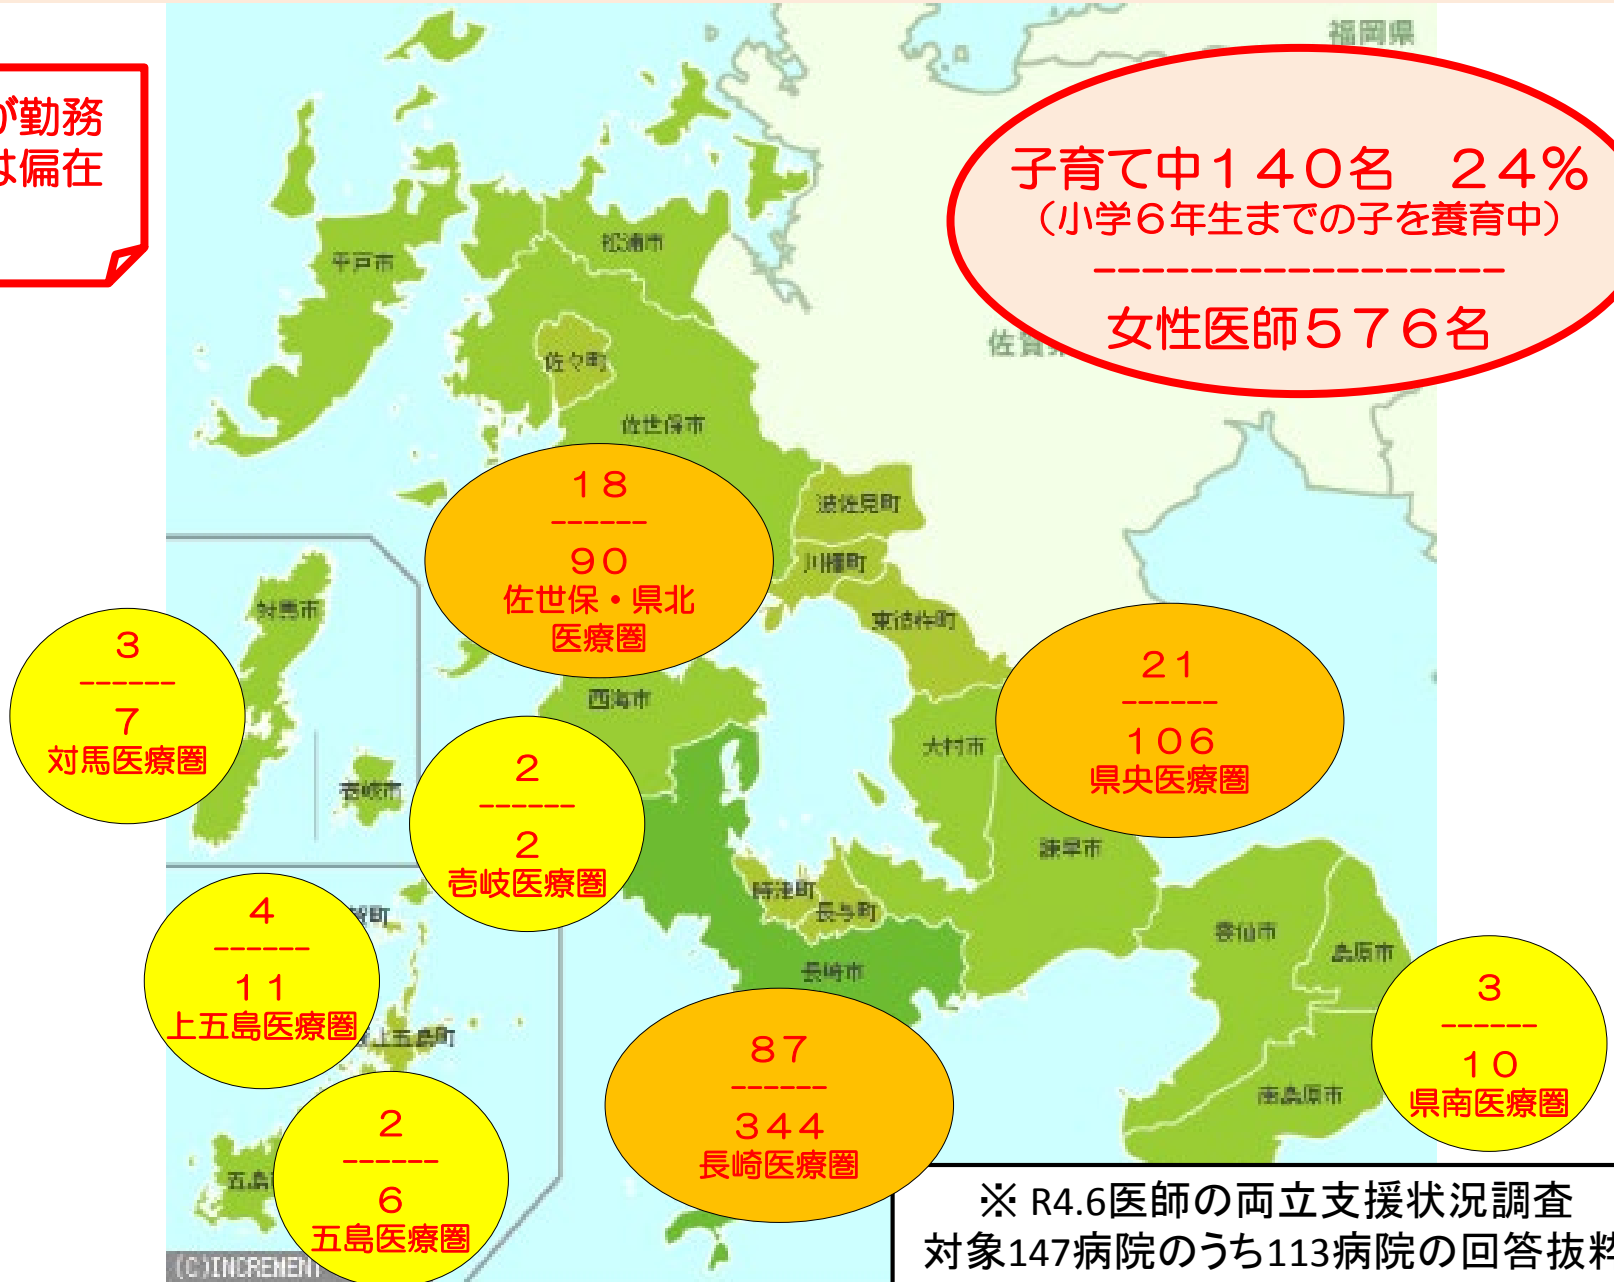 が勤務
は偏在
福岡県
子育て中１４０名　２４％
（小学６年生までの子を養育中）
------------------
女性医師５７６名
平戸市
松浦市
佐々町
佐世保市
１８
------
９０
佐世保・県北
医療圏
波佐見町
川棚町
東彼杵町
対馬市
３
------
７
対馬医療圏
壱岐市
西海市
２
------
２
壱岐医療圏
大村市
２１
------
１０６
県央医療圏
諫早市
時津町
長与町
長崎市
４
------
１１
上五島医療圏
上五島町
雲仙市
島原市
南島原市
３
------
１０
県南医療圏
８７
------
３４４
長崎医療圏
五島
２
------
６
五島医療圏
※ R4.6医師の両立支援状況調査
対象147病院のうち113病院の回答抜粋
(C)INCREMENT